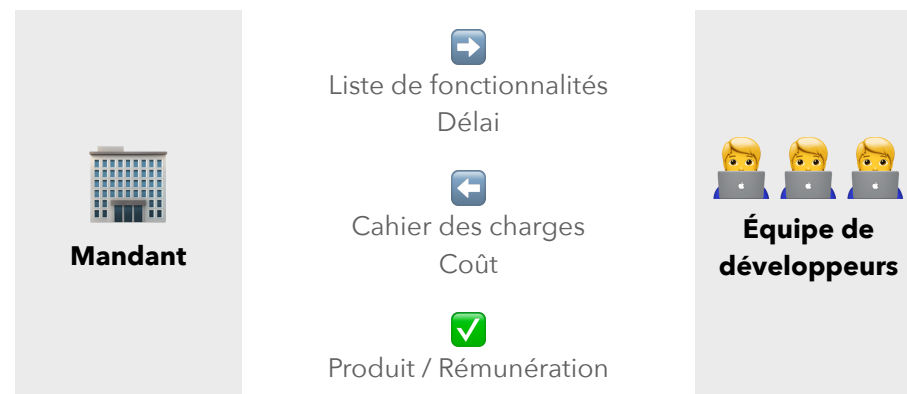 Liste de fonctionnalités
Délai
Mandant
Cahier des charges
Coût
Équipe de
développeurs
Produit / Rémunération